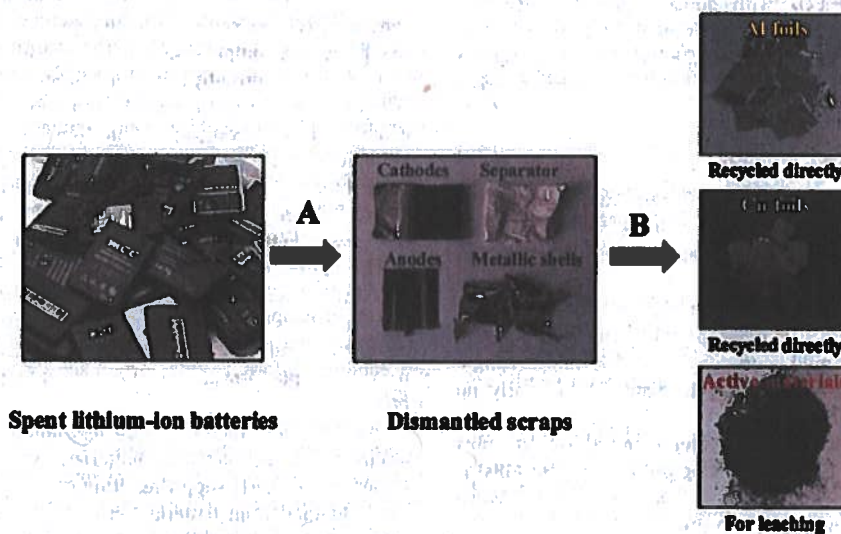 Al foils
Recycled directly
A
Cathodes
Separator
B
Cu foils
Anodes
Metallic shells
Recycled directly
Active materials
Spent lithium-ion batteries
Dismantled scraps
For leaching